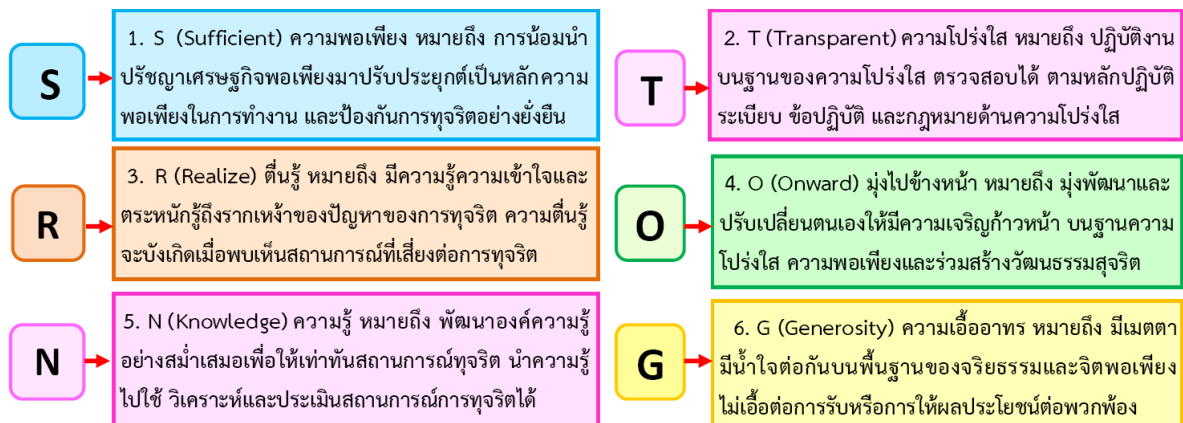 S
1. S (Sufficient) ความพอเพียง หมายถึง การน้อมนำ
ปรัชญาเศรษฐกิจพอเพียงมาปรับประยุกต์เป็นหลักความ
พอเพียงในการทำงาน และป้องกันการทุจริตอย่างยั่งยืน
T
2. T (Transparent) ความโปร่งใส หมายถึง ปฏิบัติงาน
บนฐานของความโปร่งใส ตรวจสอบได้ ตามหลักปฏิบัติ
ระเบียบ ข้อปฏิบัติ และกฎหมายด้านความโปร่งใส
R
3. R (Realize) ตื่นรู้ หมายถึง มีความรู้ความเข้าใจและ
ตระหนักรู้ถึงรากเหง้าของปัญหาของการทุจริต ความตื่นรู้
จะบังเกิดเมื่อพบเห็นสถานการณ์ที่เสี่ยงต่อการทุจริต
O
4. O (Onward) มุ่งไปข้างหน้า หมายถึง มุ่งพัฒนาและ
ปรับเปลี่ยนตนเองให้มีความเจริญก้าวหน้า บนฐานความ
โปร่งใส ความพอเพียงและร่วมสร้างวัฒนธรรมสุจริต
N
5. N (Knowledge) ความรู้ หมายถึง พัฒนาองค์ความรู้
อย่างสม่ำเสมอเพื่อให้เท่าทันสถานการณ์ทุจริต นำความรู้
ไปใช้ วิเคราะห์และประเมินสถานการณ์การทุจริตได้
G
6. G (Generosity) ความเอื้ออาทร หมายถึง มีเมตตา
มีน้ำใจต่อกันบนพื้นฐานของจริยธรรมและจิตพอเพียง
ไม่เอื้อต่อการรับหรือการให้ผลประโยชน์ต่อพวกพ้อง